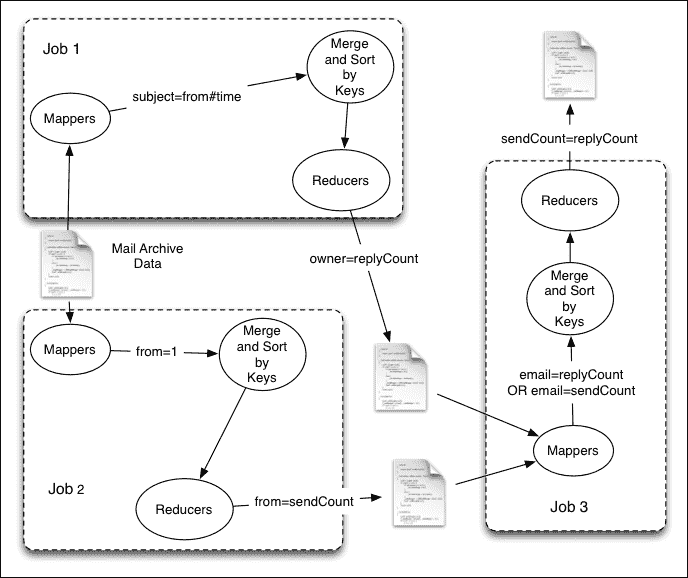 Job 1
Merge
and Sort
by
Keys
subject=from#time
Mappers
Reducers
Mail Archive
Data
owner=replyCount
Mappers
from=1
Merge
and Sort
by
Keys
Job 2
Reducers
from=sendCount
sendCount=replyCount
Reducers
Merge
and Sort
by
Keys
email=replyCount
OR email=sendCount
Mappers
Job 3